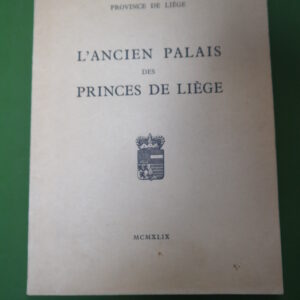 PROVINCE DE LIÈGE
L'ANCIEN PALAIS
DES
PRINCES DE LIÈGE
MCMXLIX